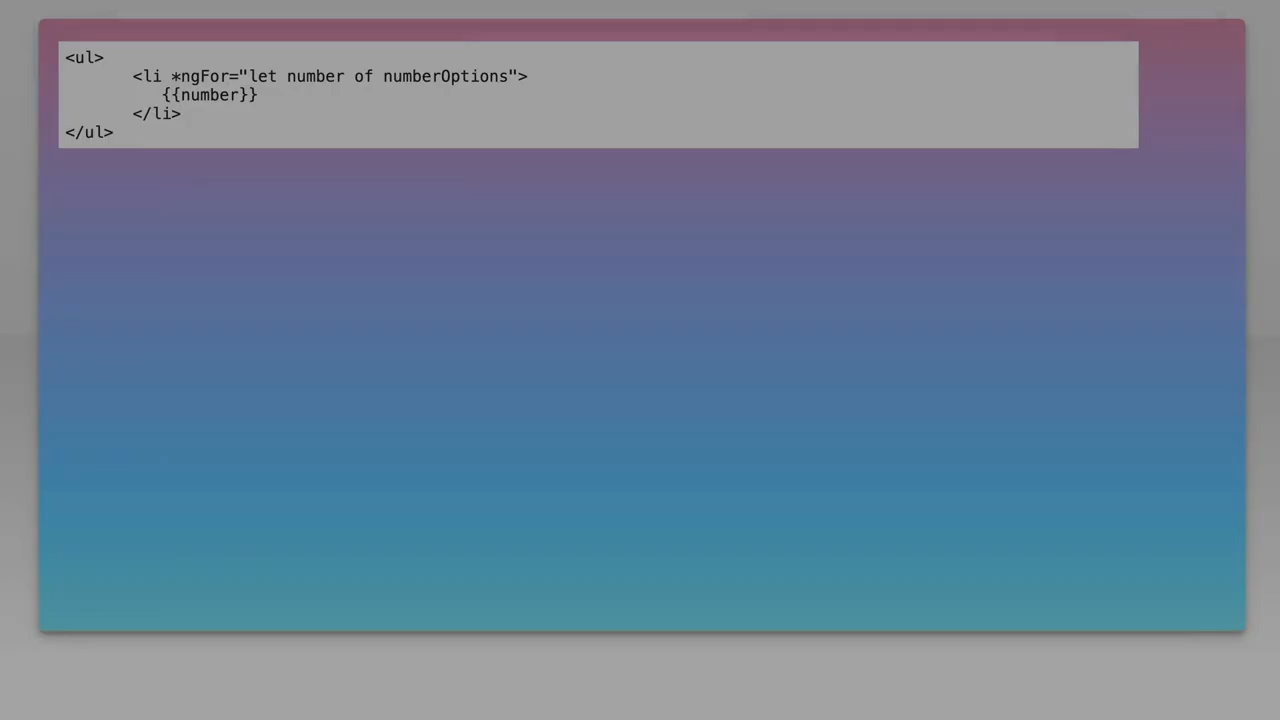 <ul>
<li *ngFor="let number of numberOptions">
{{number}}
</li>
</ul>